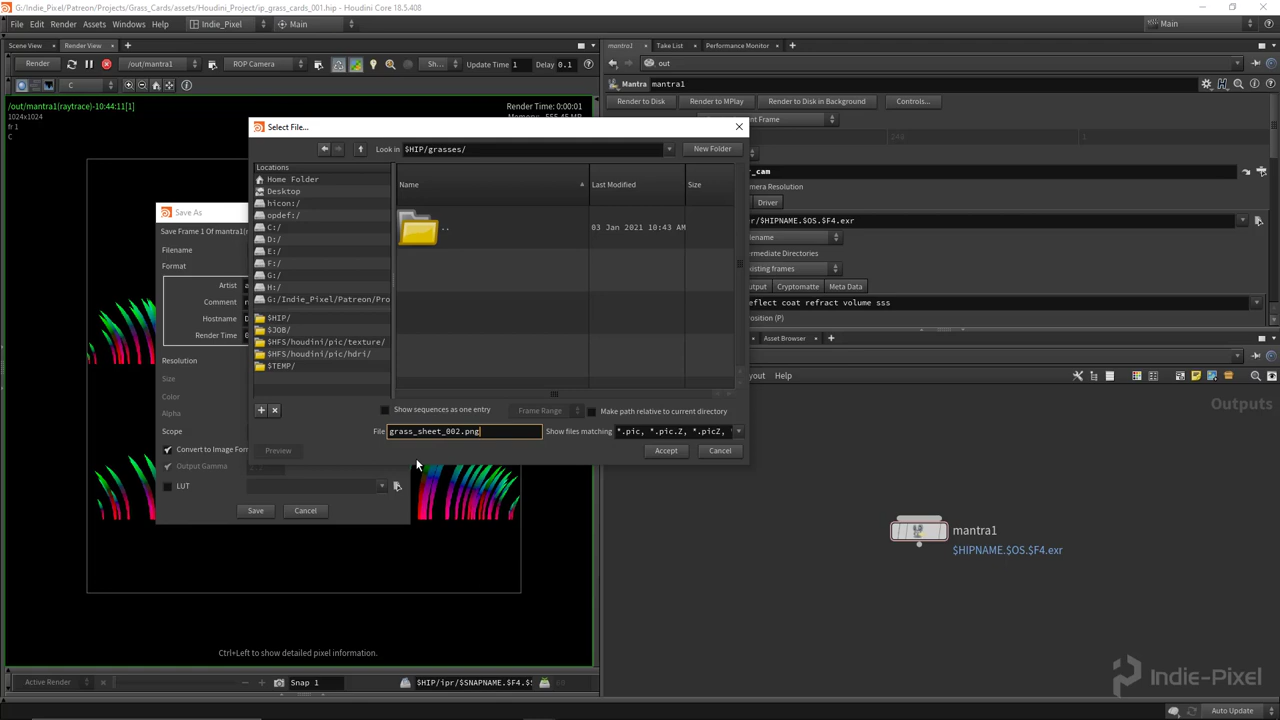 G:/Indie_Pixel/Patreon/Projects/Grass_Cards/assets/Houdini_Project/ip_grass_cards_001.hip - Houdini Core 18.5.408
File Edit Render Assets Windows Help Indie_Pixel Main Main
Scene View Render View mantra1 Take List Performance Monitor
Render /out/mantra1 ROP Camera Sh... Update Time 1 Delay 0.1 out
C Mantra mantra1
/out/mantra1(raytrace)-10:44:11[1] Render Time: 0:00:01 Render to Disk Render to MPlay Render to Disk in Background Controls...
1024x1024
fr 1
C
Select File...
Look in $HIP/grasses/ New Folder
Locations
Name Last Modified Size
Home Folder
Desktop
hicon:/
opdef:/
C:/
D:/
E:/
F:/
G:/
H:/
G:/Indie_Pixel/Patreon/Pro
$HIP/
$JOB/
$HFS/houdini/pic/texture/
$HFS/houdini/pic/hdri/
$TEMP/
.. 03 Jan 2021 10:43 AM
Show sequences as one entry Frame Range Make path relative to current directory
File grass_sheet_002.png Show files matching *.pic, *.pic.Z, *.picZ,
Preview Accept Cancel
Save As
Save Frame 1 Of mantra1(r
Filename
Format
Artist
Comment
Hostname
Render Time
Resolution
Size
Color
Alpha
Scope
Convert to Image Form
Output Gamma
LUT
Save Cancel
Ctrl+Left to show detailed pixel information.
Active Render Snap 1 $HIP/ipr/$SNAPNAME.$F4.$
_cam
mera Resolution
Driver
r/$HIPNAME.$OS.$F4.exr
ename
ermediate Directories
existing frames
utput Cryptomatte Meta Data
eflect coat refract volume sss
osition (P)
Asset Browser
yout Help
Outputs
mantra1
$HIPNAME.$OS.$F4.exr
Indie-Pixel
Auto Update